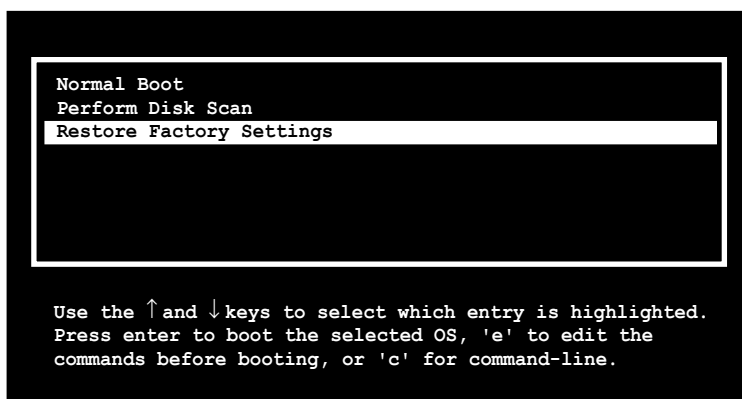 Normal Boot
Perform Disk Scan
Restore Factory Settings
Use the ↑ and ↓ keys to select which entry is highlighted.
Press enter to boot the selected OS, 'e' to edit the
commands before booting, or 'c' for command-line.